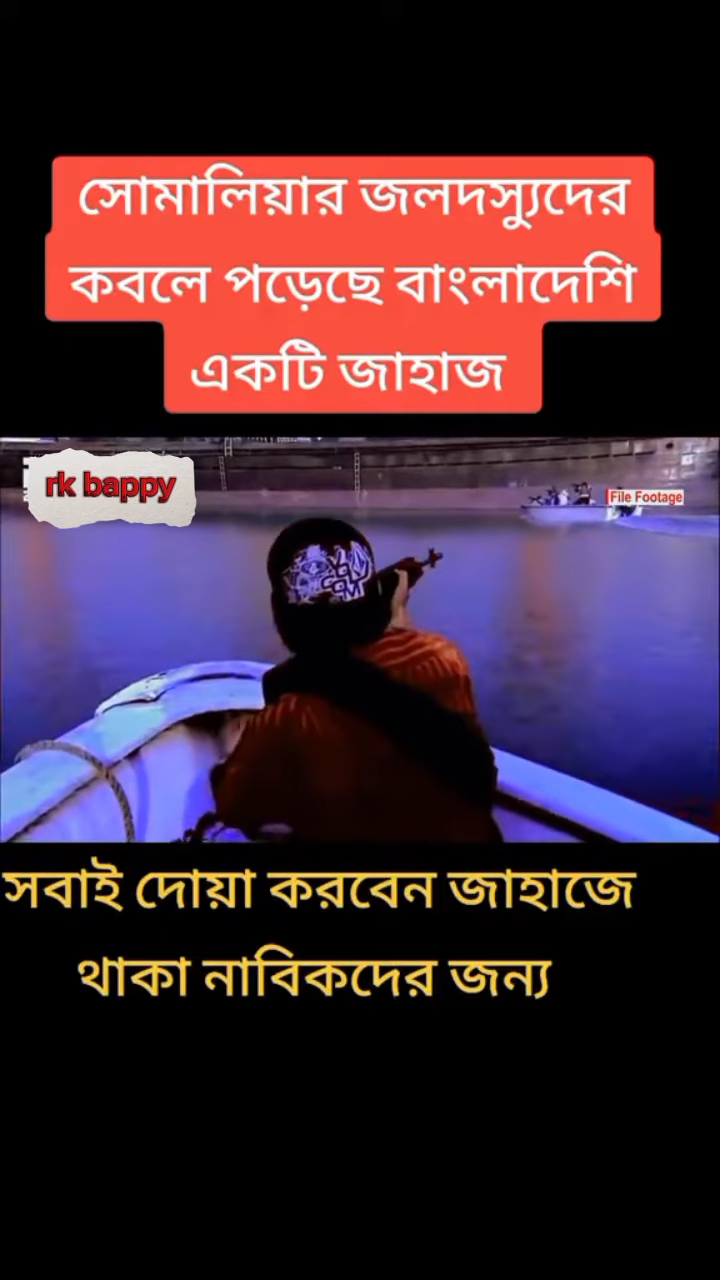 সোমালিয়ার জলদস্যুদের
কবলে পড়েছে বাংলাদেশি
একটি জাহাজ
rk bappy
File Footage
সবাই দোয়া করবেন জাহাজে
থাকা নাবিকদের জন্য